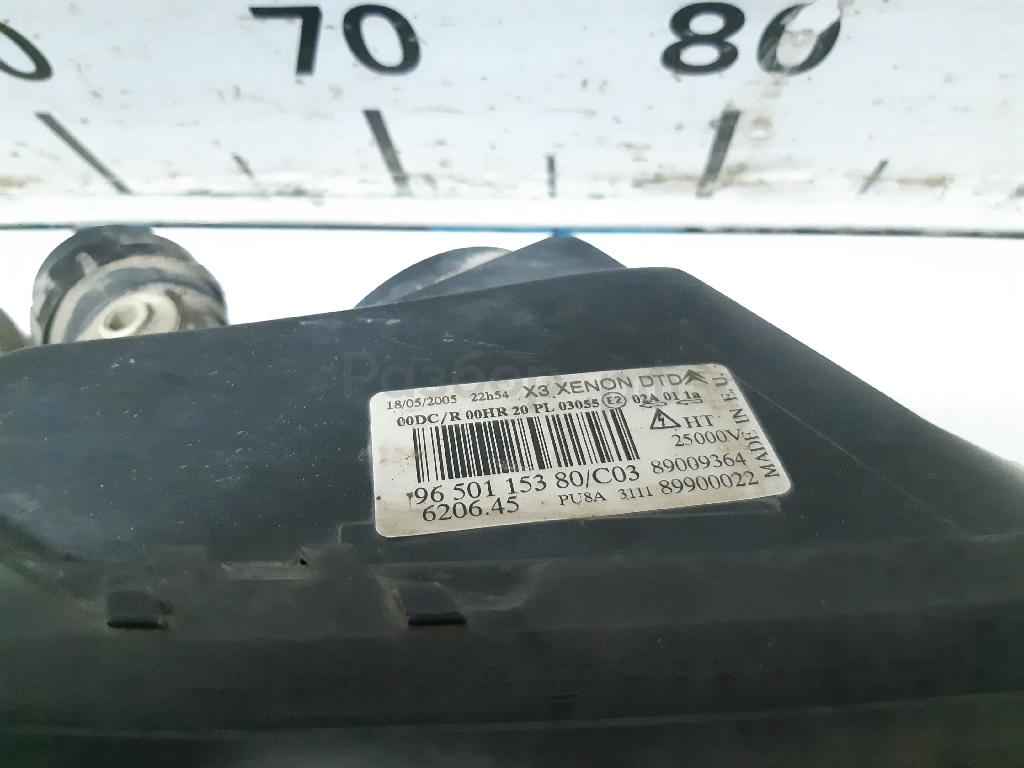 70 80
18/05/2005 22h54 X3 XENON DTD
00DC/R 00HR 20 PL 03055 E2 02A 01 1a
HT
25000V
96 501 153 80/C03 89009364
6206.45 PU8A 3111 89900022
MADE IN E.U.